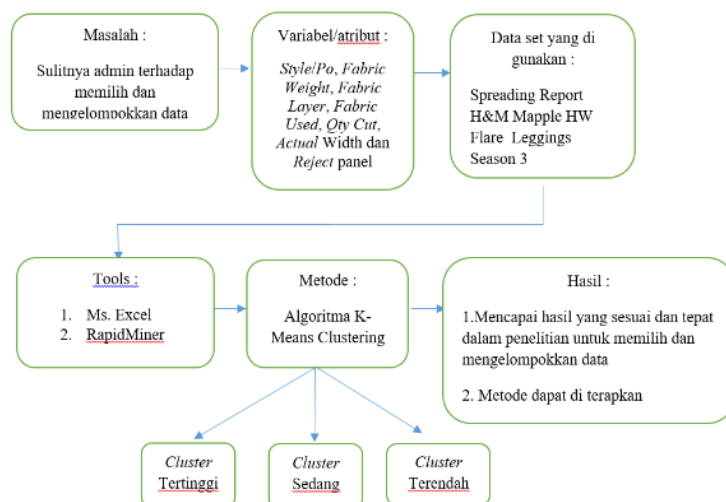 Masalah :
Sulitnya admin terhadap
memilih dan
mengelompokkan data
Variabel/atribut :
Style/Po, Fabric
Weight, Fabric
Layer, Fabric
Used, Qty Cut,
Actual Width dan
Reject panel
Data set yang di
gunakan :
Spreading Report
H&M Mapple HW
Flare Leggings
Season 3
Tools :
1. Ms. Excel
2. RapidMiner
Metode :
Algoritma K-
Means Clustering
Hasil :
1.Mencapai hasil yang sesuai dan tepat
dalam penelitian untuk memilih dan
mengelompokkan data
2. Metode dapat di terapkan
Cluster
Tertinggi
Cluster
Sedang
Cluster
Terendah